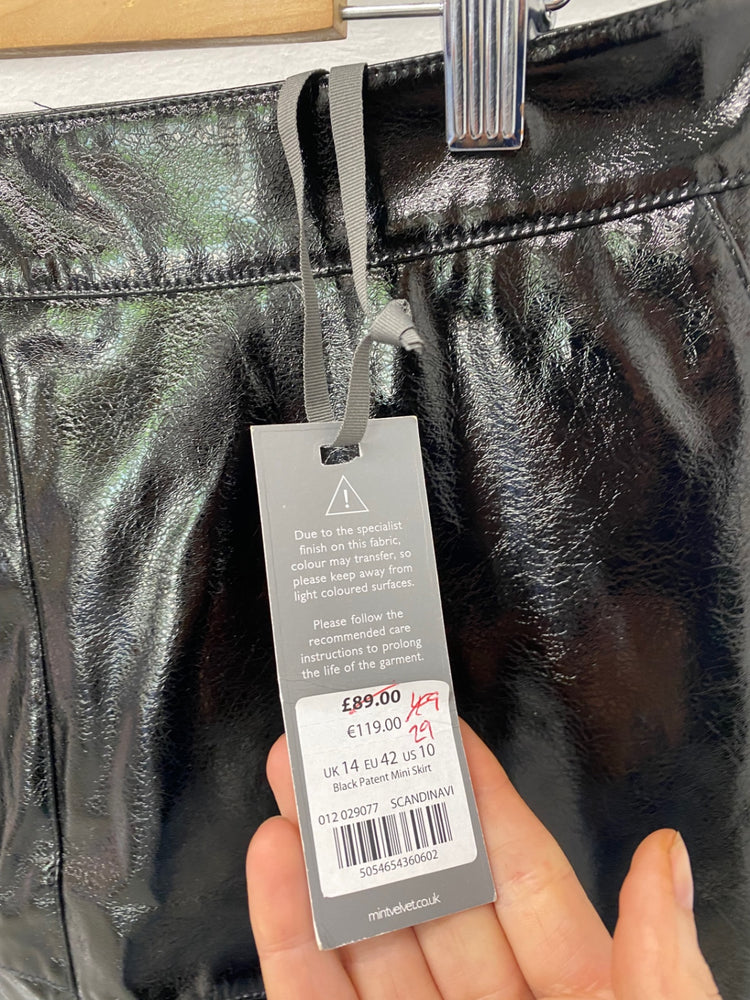 !
Due to the specialist
finish on this fabric,
colour may transfer, so
please keep away from
light coloured surfaces.
Please follow the
recommended care
instructions to prolong
the life of the garment.
£89.00
€119.00
29
UK 14 EU 42 US 10
Black Patent Mini Skirt
012 029077 SCANDINAVI
5054654360602
mintvelvet.co.uk